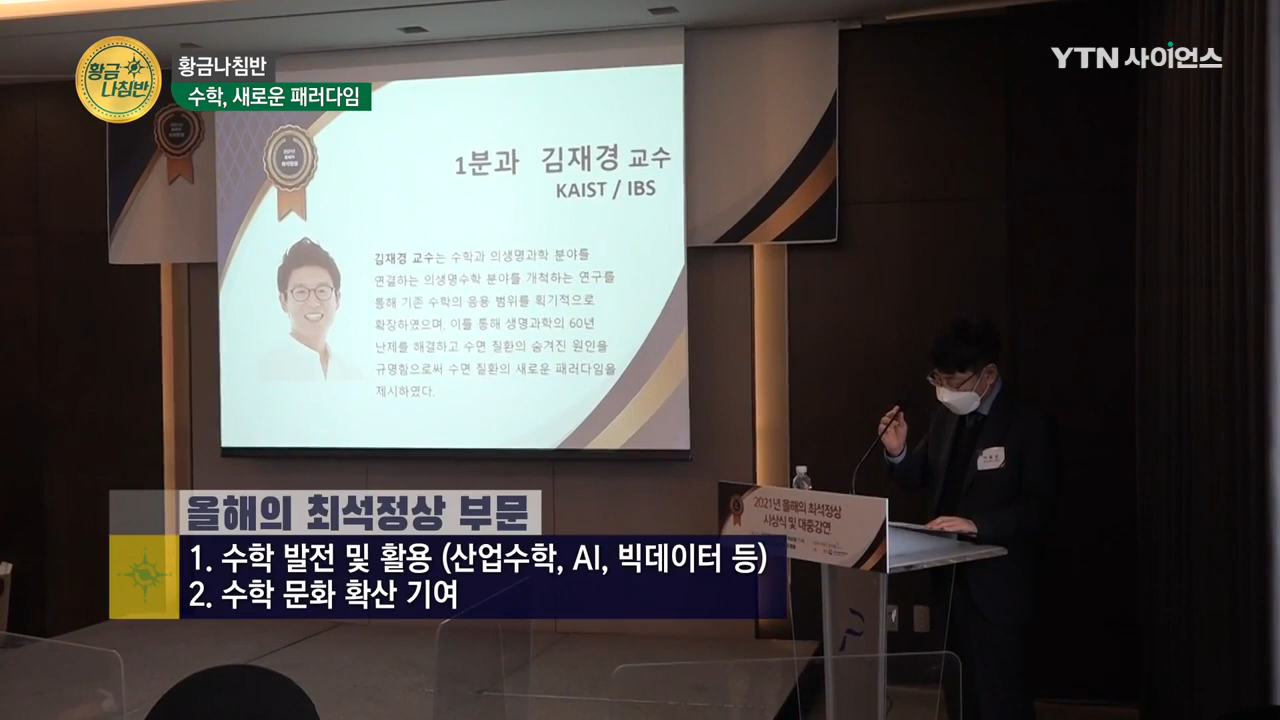 황금
나침반
황금나침반
수학, 새로운 패러다임
YTN 사이언스
1분과 김재경 교수
KAIST / IBS
김재경 교수는 수학과 의생명과학 분야를
연결하는 의생명수학 분야를 개척하는 연구를
통해 기존 수학의 응용 범위를 획기적으로
확장하였으며, 이를 통해 생명과학의 60년
난제를 해결하고 수면 질환의 숨겨진 원인을
규명함으로써 수면 질환의 새로운 패러다임을
제시하였다.
2021년 올해의 최석정상
시상식 및 대중강연
올해의 최석정상 부문
1. 수학 발전 및 활용 (산업수학, AI, 빅데이터 등)
2. 수학 문화 확산 기여